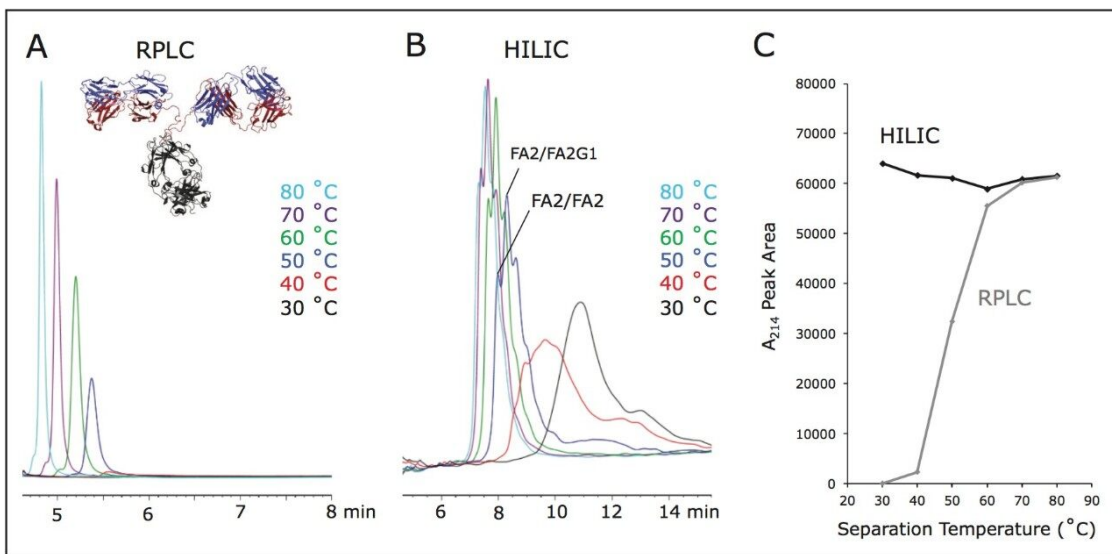 A
RPLC
80 °C
70 °C
60 °C
50 °C
40 °C
30 °C
5 6 7 8 min
B
HILIC
FA2/FA2G1
FA2/FA2
80 °C
70 °C
60 °C
50 °C
40 °C
30 °C
6 8 10 12 14 min
C
80000
70000
60000
50000
40000
30000
20000
10000
0
A₂₁₄ Peak Area
HILIC
RPLC
20 30 40 50 60 70 80 90
Separation Temperature (°C)